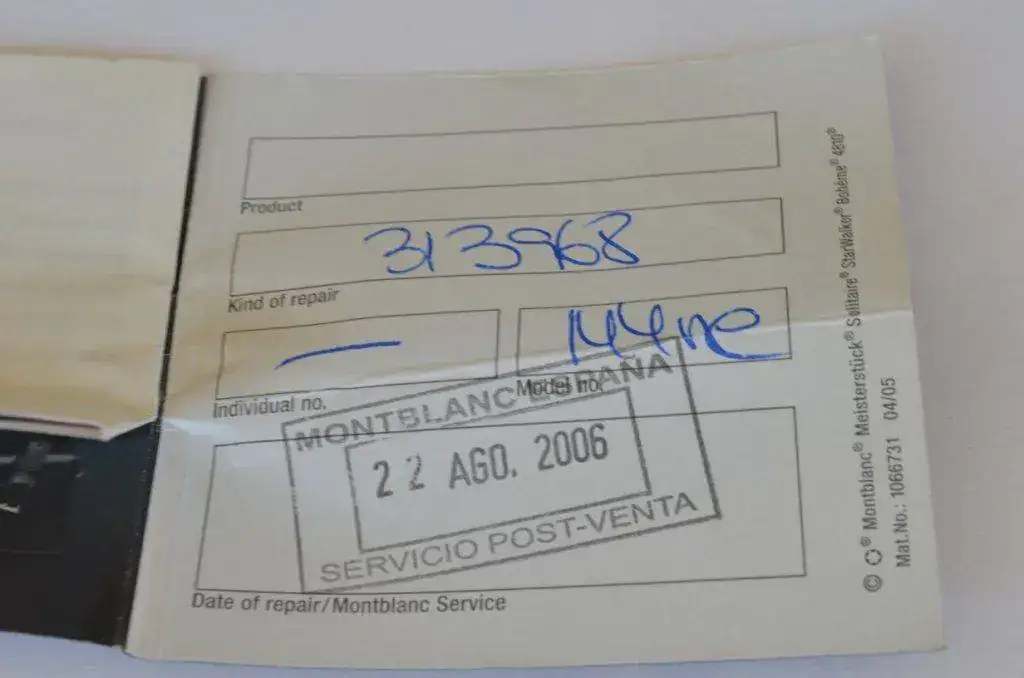 Product
313968
Kind of repair
—
Individual no.
144ne
Model no.
MONTBLANC ESPAÑA
22 AGO. 2006
SERVICIO POST-VENTA
Date of repair/Montblanc Service
© ® Montblanc® Meisterstück® Solitaire® StarWalker® Bohème® 4810®
Mat.No.: 1066731 04/05